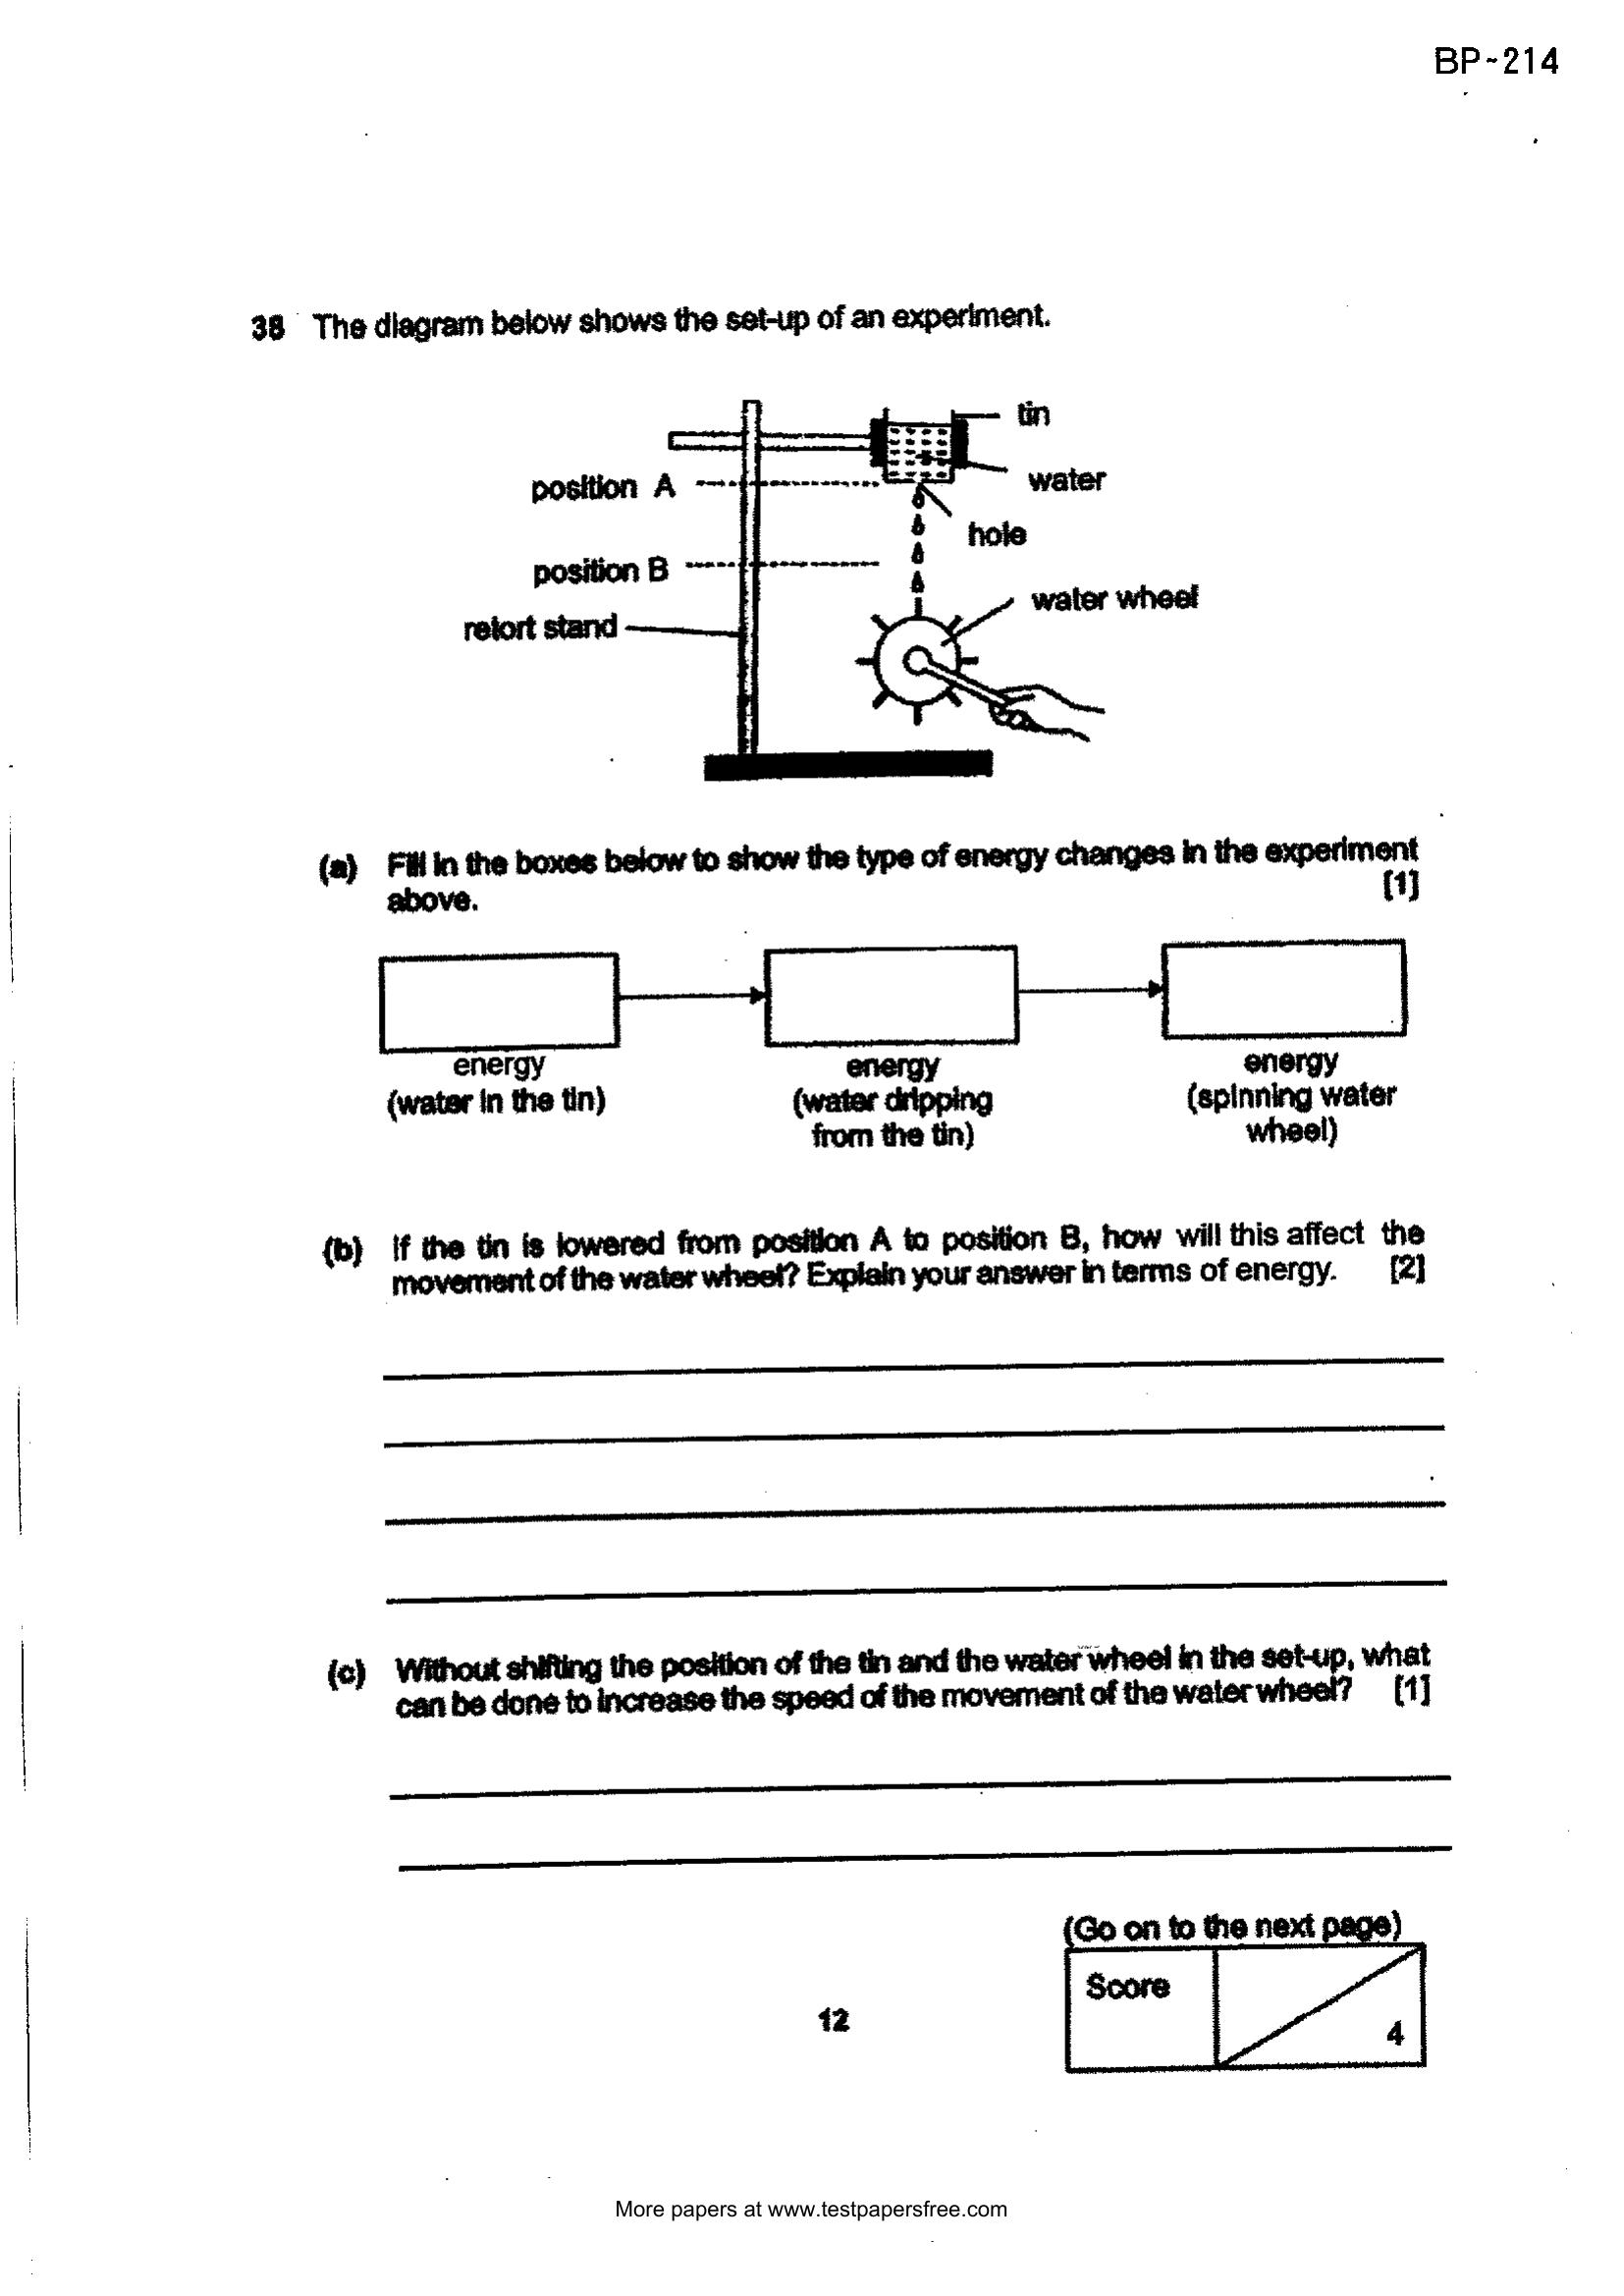 BP-214
38 The diagram below shows the set-up of an experiment.
tin
water
position A
hole
position B
water wheel
retort stand
(a) Fill in the boxes below to show the type of energy changes in the experiment
above. [1]
energy
(water in the tin)
energy
(water dripping
from the tin)
energy
(spinning water
wheel)
(b) If the tin is lowered from position A to position B, how will this affect the
movement of the water wheel? Explain your answer in terms of energy. [2]
(c) Without shifting the position of the tin and the water wheel in the set-up, what
can be done to increase the speed of the movement of the water wheel? [1]
(Go on to the next page)
Score
4
12
More papers at www.testpapersfree.com